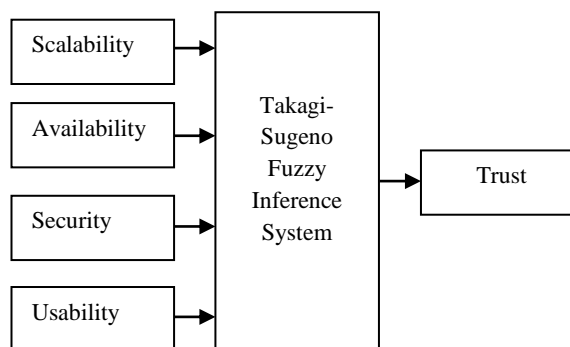 Scalability
Availability
Security
Usability
Takagi-
Sugeno
Fuzzy
Inference
System
Trust